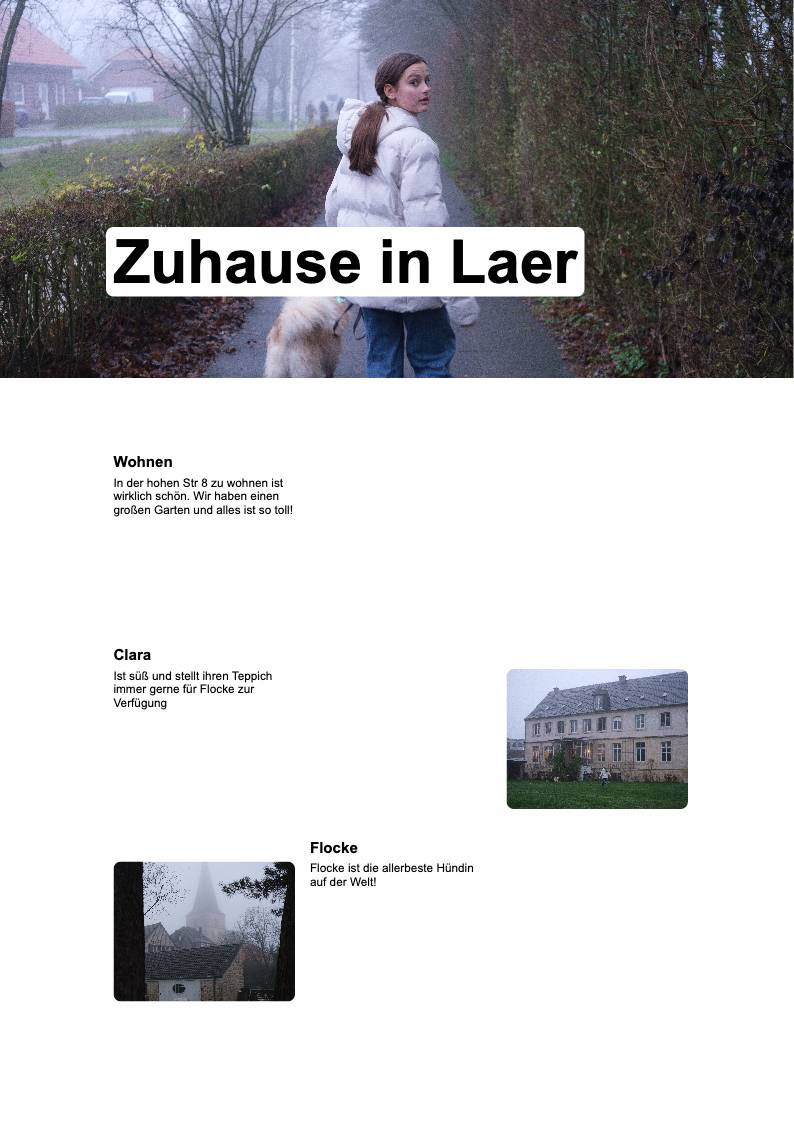 Zuhause in Laer
Wohnen
In der hohen Str 8 zu wohnen ist
wirklich schön. Wir haben einen
großen Garten und alles ist so toll!
Clara
Ist süß und stellt ihren Teppich
immer gerne für Flocke zur
Verfügung
Flocke
Flocke ist die allerbeste Hündin
auf der Welt!